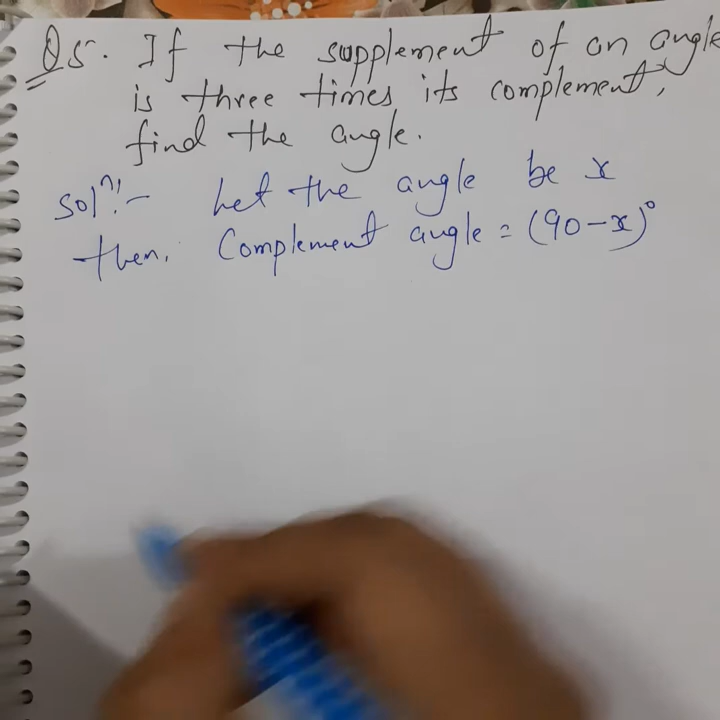 Q5. If the supplement of an angle
is three times its complement,
find the angle.
Solⁿ:- Let the angle be x
then, Complement angle = (90-x)°